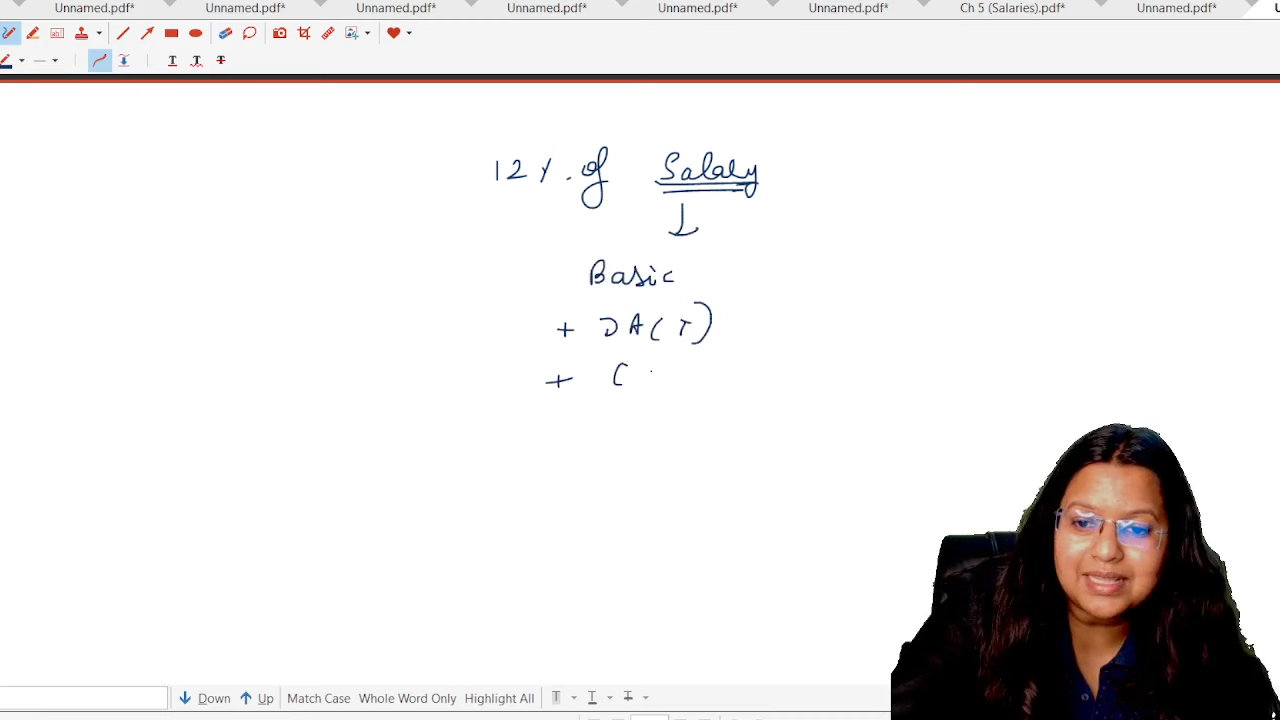 Unnamed.pdf* Unnamed.pdf* Unnamed.pdf* Unnamed.pdf* Unnamed.pdf* Unnamed.pdf* Ch 5 (Salaries).pdf* Unnamed.pdf* U
T T T
12 %. of Salary
Basic
+ DA (T)
+ (
Down Up Match Case Whole Word Only Highlight All T T T